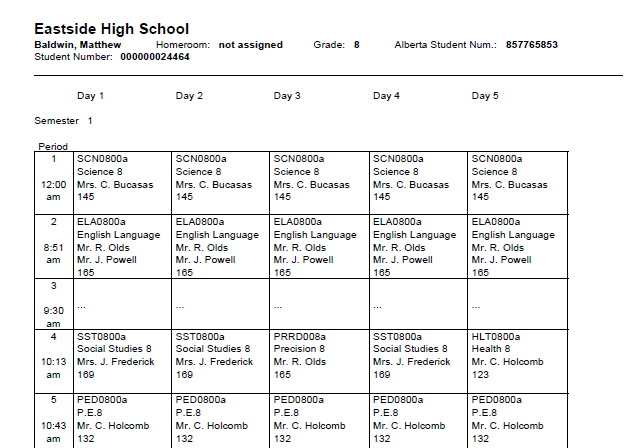 Eastside High School
Baldwin, Matthew Homeroom: not assigned Grade: 8 Alberta Student Num.: 857765853
Student Number: 000000024464
Day 1 Day 2 Day 3 Day 4 Day 5
Semester 1
Period
1 SCN0800a SCN0800a SCN0800a SCN0800a SCN0800a
Science 8 Science 8 Science 8 Science 8 Science 8
12:00 Mrs. C. Bucasas Mrs. C. Bucasas Mrs. C. Bucasas Mrs. C. Bucasas Mrs. C. Bucasas
am 145 145 145 145 145
2 ELA0800a ELA0800a ELA0800a ELA0800a ELA0800a
English Language English Language English Language English Language English Language
8:51 Mr. R. Olds Mr. R. Olds Mr. R. Olds Mr. R. Olds Mr. R. Olds
am Mr. J. Powell Mr. J. Powell Mr. J. Powell Mr. J. Powell Mr. J. Powell
165 165 165 165 165
3
... ... ... ... ...
9:30
am
4 SST0800a SST0800a PRRD008a SST0800a HLT0800a
Social Studies 8 Social Studies 8 Precision 8 Social Studies 8 Health 8
10:13 Mrs. J. Frederick Mrs. J. Frederick Mr. R. Olds Mrs. J. Frederick Mr. C. Holcomb
am 169 169 165 169 123
5 PED0800a PED0800a PED0800a PED0800a PED0800a
P.E.8 P.E.8 P.E.8 P.E.8 P.E.8
10:43 Mr. C. Holcomb Mr. C. Holcomb Mr. C. Holcomb Mr. C. Holcomb Mr. C. Holcomb
am 132 132 132 132 132